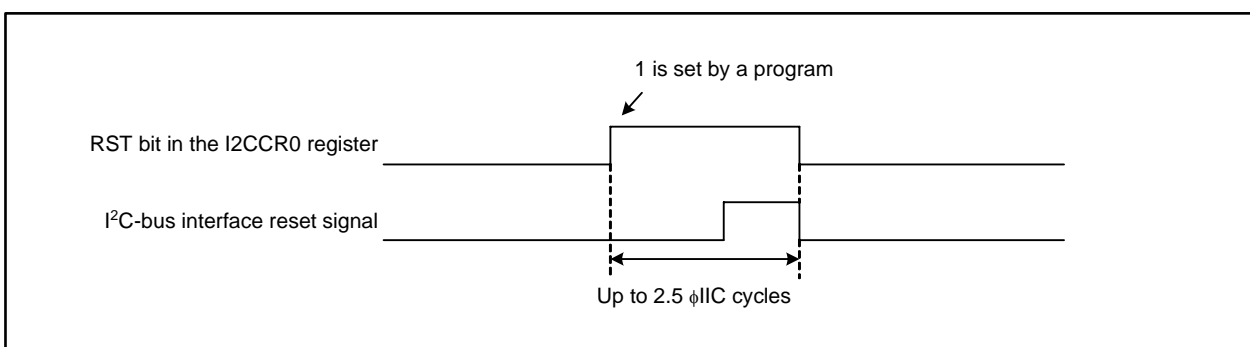 1 is set by a program
RST bit in the I2CCR0 register
I²C-bus interface reset signal
Up to 2.5 ϕIIC cycles